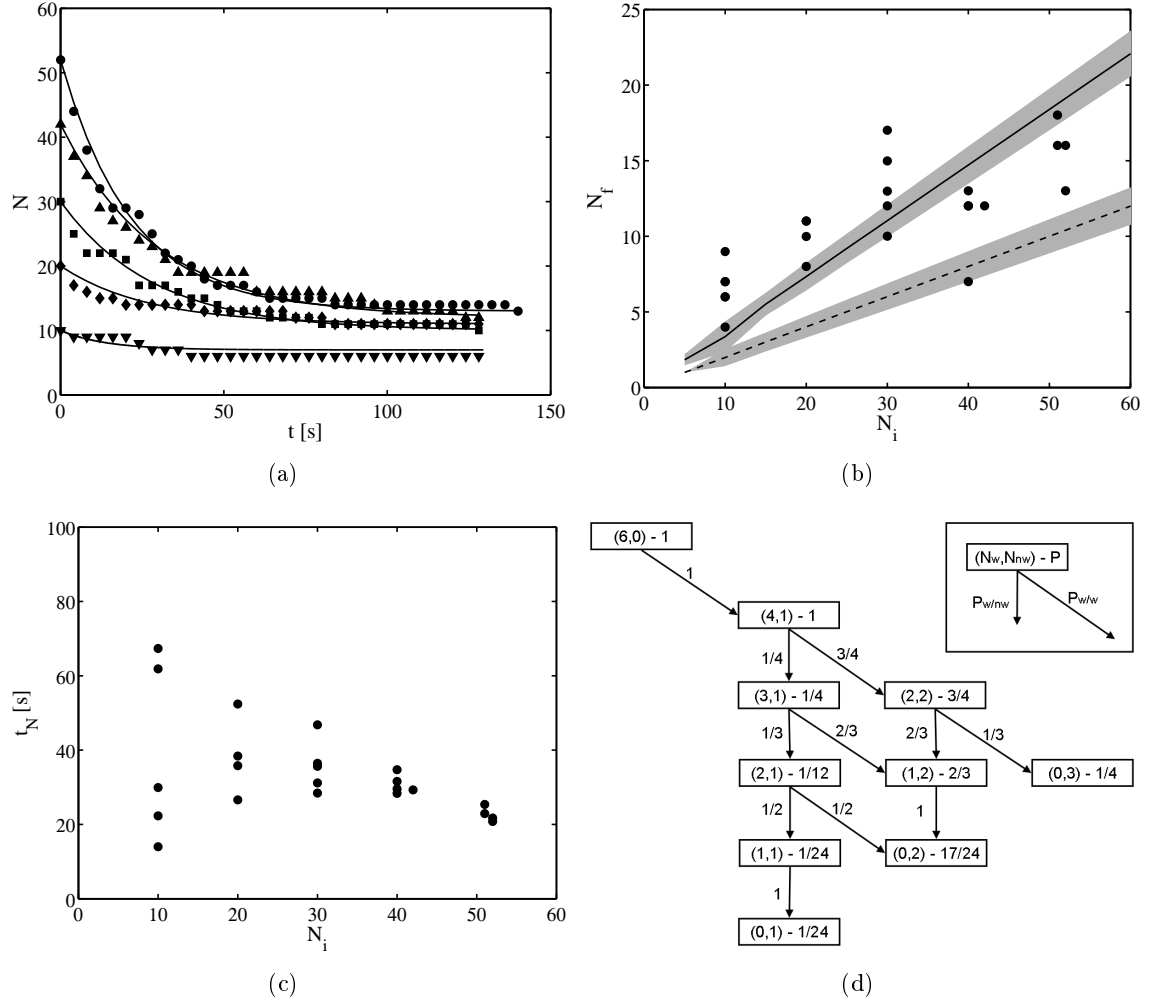 60
50
40
30
20
10
0
N
0
50
100
150
t [s]
(a)
25
20
15
10
5
0
N_f
0
10
20
30
40
50
60
N_i
(b)
100
80
60
40
20
0
t_N [s]
0
10
20
30
40
50
60
N_i
(c)
(6,0) - 1
1
(4,1) - 1
1/4
3/4
(3,1) - 1/4
(2,2) - 3/4
1/3
2/3
2/3
1/3
(2,1) - 1/12
(1,2) - 2/3
(0,3) - 1/4
1/2
1/2
1
(1,1) - 1/24
(0,2) - 17/24
1
(0,1) - 1/24
(Nw,Nnw) - P
Pw/nw
Pw/w
(d)